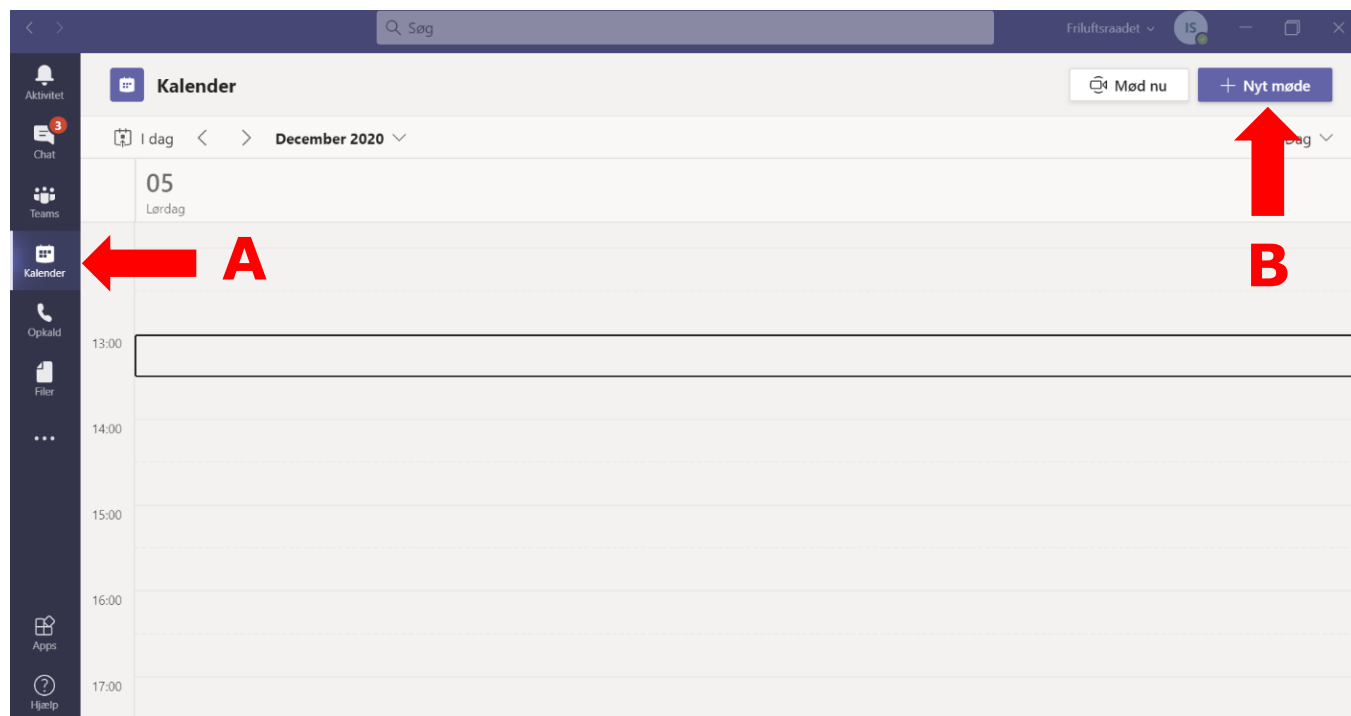 Søg
Friluftsraadet
IS
Aktivitet
Kalender
Mød nu
Nyt møde
3
Chat
I dag
December 2020
Dag
05
Lørdag
Teams
Kalender
A
B
Opkald
13:00
Filer
14:00
15:00
16:00
Apps
17:00
Hjælp